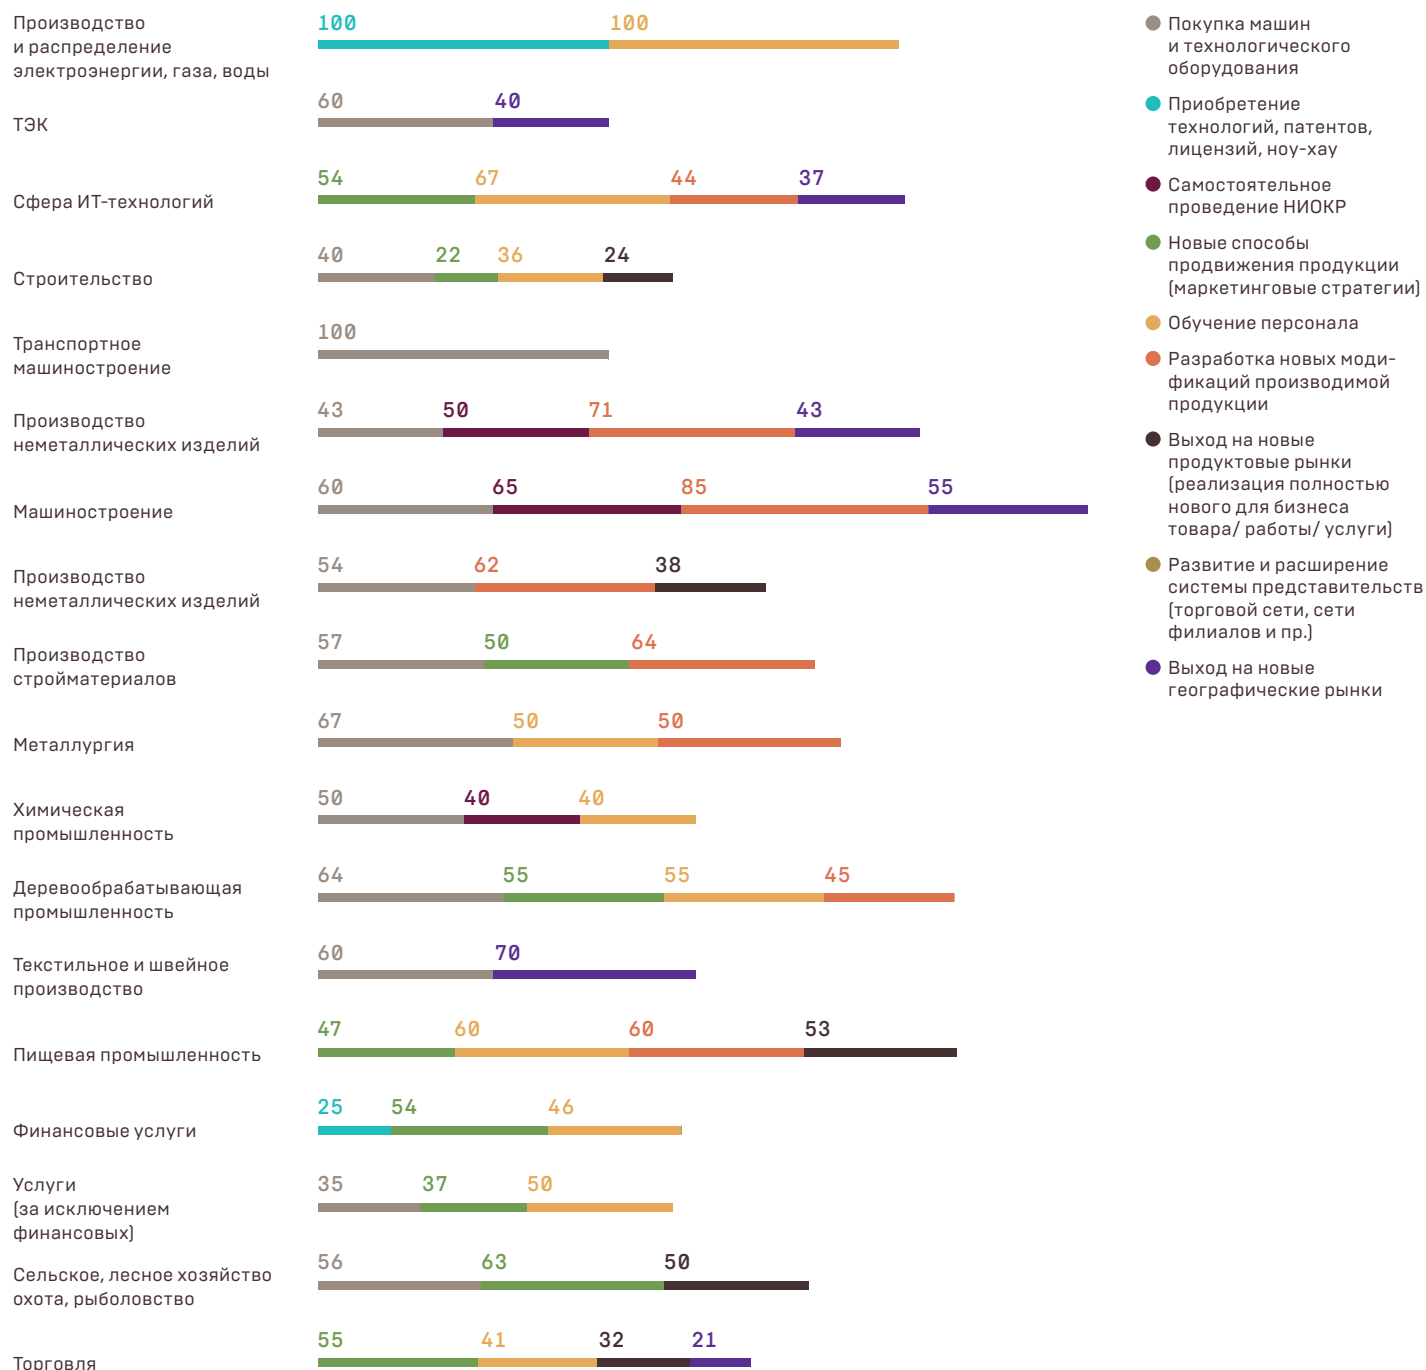 Производство
и распределение
электроэнергии, газа, воды
100 100
ТЭК
60 40
Сфера ИТ-технологий
54 67 44 37
Строительство
40 22 36 24
Транспортное
машиностроение
100
Производство
неметаллических изделий
43 50 71 43
Машиностроение
60 65 85 55
Производство
неметаллических изделий
54 62 38
Производство
стройматериалов
57 50 64
Металлургия
67 50 50
Химическая
промышленность
50 40 40
Деревообрабатывающая
промышленность
64 55 55 45
Текстильное и швейное
производство
60 70
Пищевая промышленность
47 60 60 53
Финансовые услуги
25 54 46
Услуги
(за исключением
финансовых)
35 37 50
Сельское, лесное хозяйство
охота, рыболовство
56 63 50
Торговля
55 41 32 21
Покупка машин
и технологического
оборудования
Приобретение
технологий, патентов,
лицензий, ноу-хау
Самостоятельное
проведение НИОКР
Новые способы
продвижения продукции
(маркетинговые стратегии)
Обучение персонала
Разработка новых моди-
фикаций производимой
продукции
Выход на новые
продуктовые рынки
(реализация полностью
нового для бизнеса
товара/ работы/ услуги)
Развитие и расширение
системы представительств
(торговой сети, сети
филиалов и пр.)
Выход на новые
географические рынки